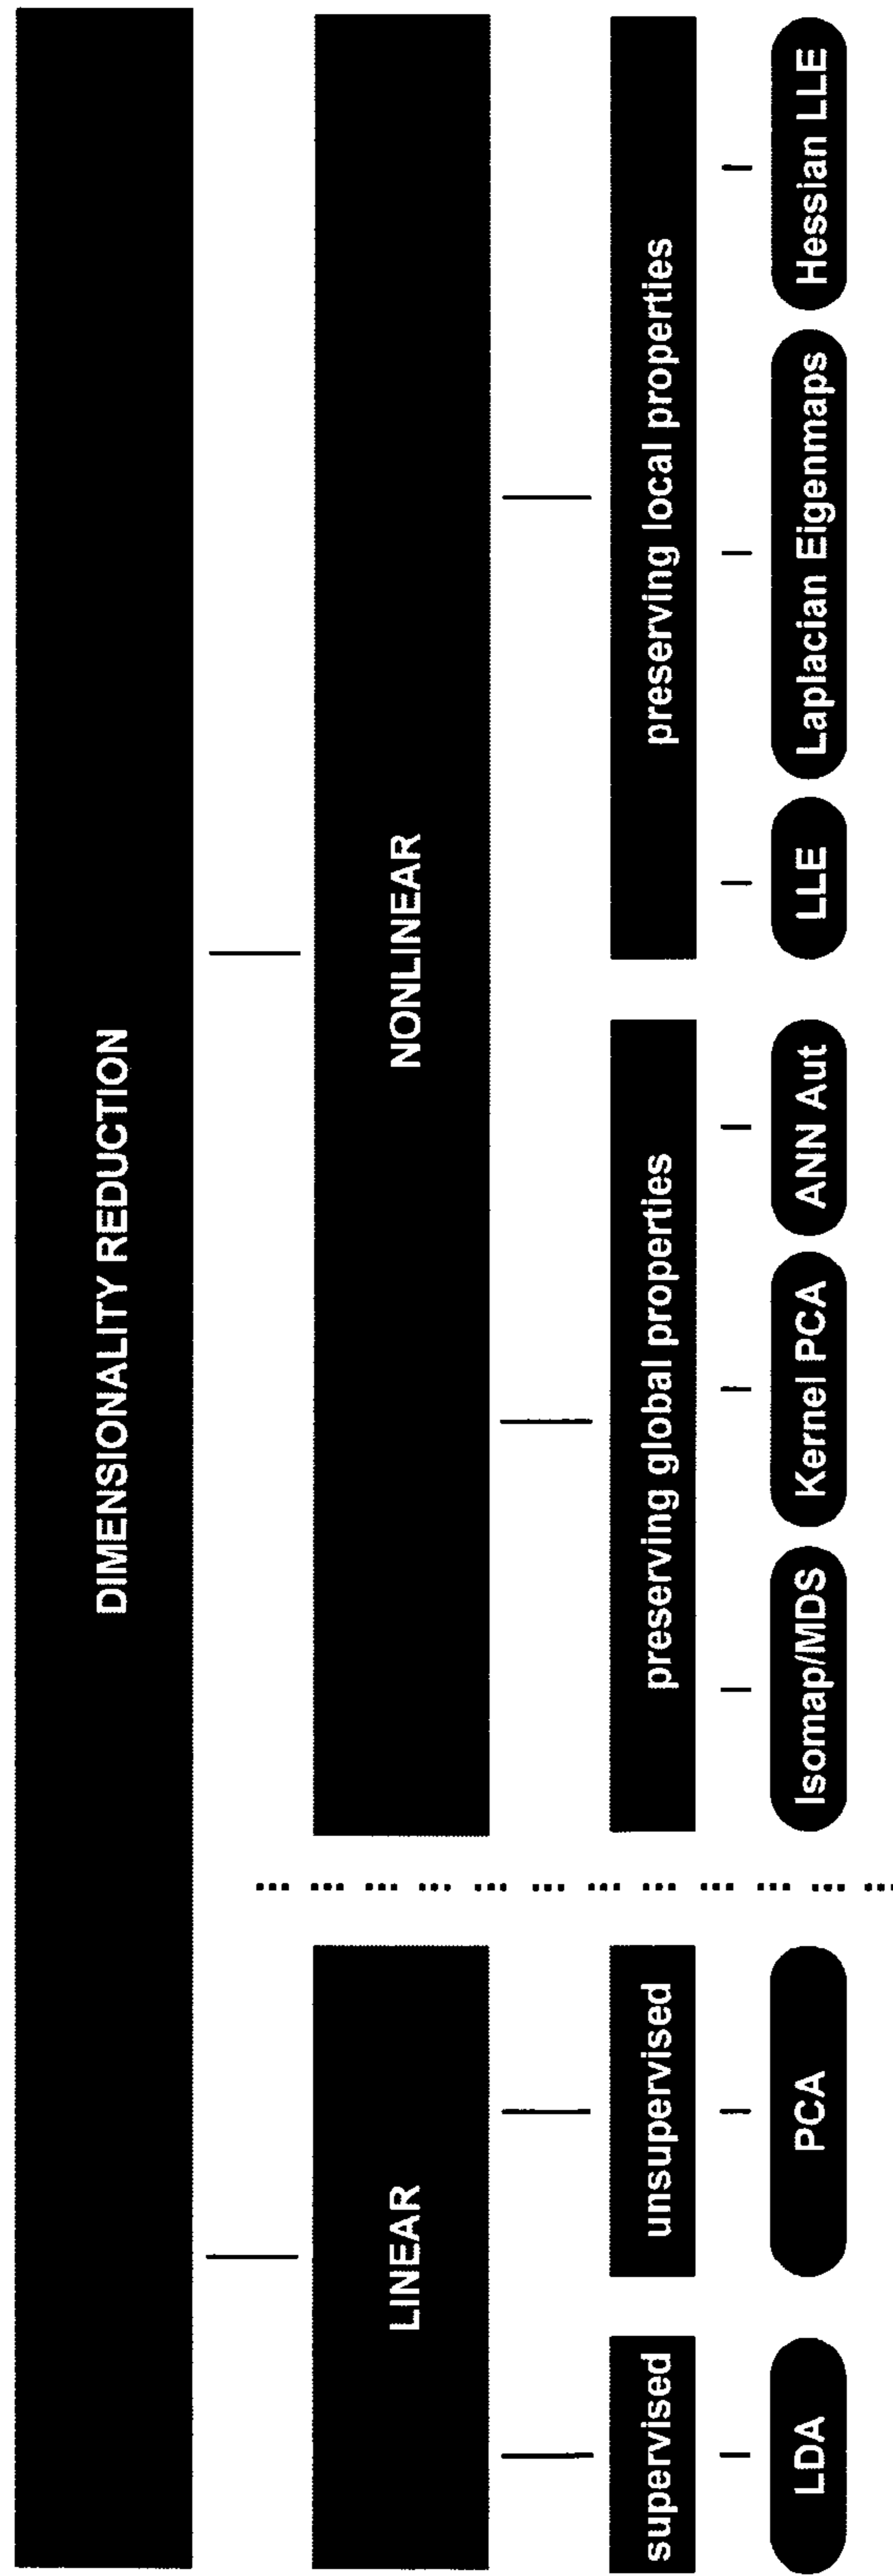 DIMENSIONALITY REDUCTION
LINEAR
NONLINEAR
supervised
unsupervised
preserving global properties
preserving local properties
LDA
PCA
Isomap/MDS
Kernel PCA
ANN Aut
LLE
Laplacian Eigenmaps
Hessian LLE